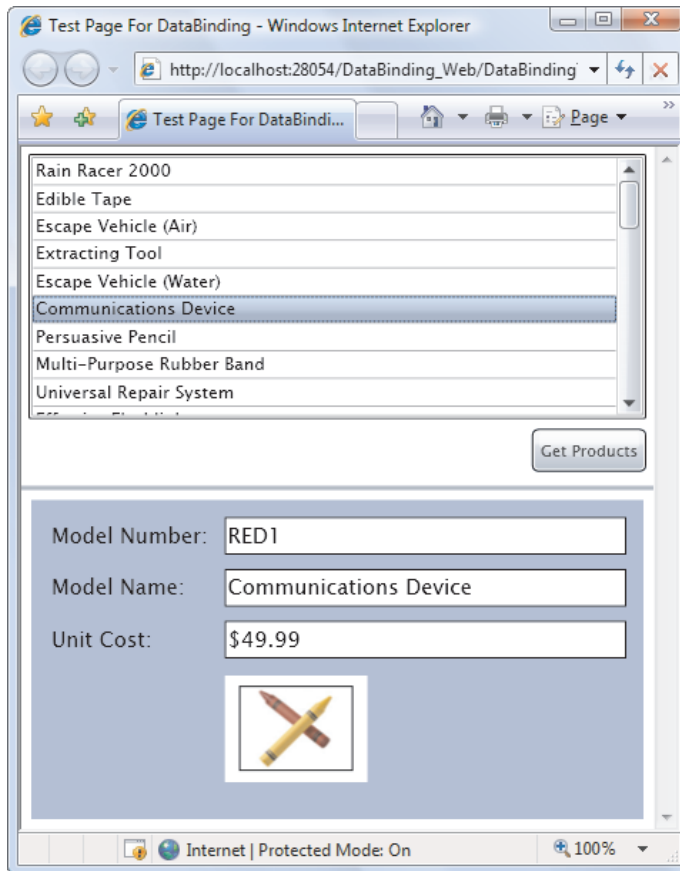 Test Page For DataBinding - Windows Internet Explorer
http://localhost:28054/DataBinding_Web/DataBinding
Test Page For DataBindi...
Page
Rain Racer 2000
Edible Tape
Escape Vehicle (Air)
Extracting Tool
Escape Vehicle (Water)
Communications Device
Persuasive Pencil
Multi-Purpose Rubber Band
Universal Repair System
Get Products
Model Number: RED1
Model Name: Communications Device
Unit Cost: $49.99
Internet | Protected Mode: On 100%